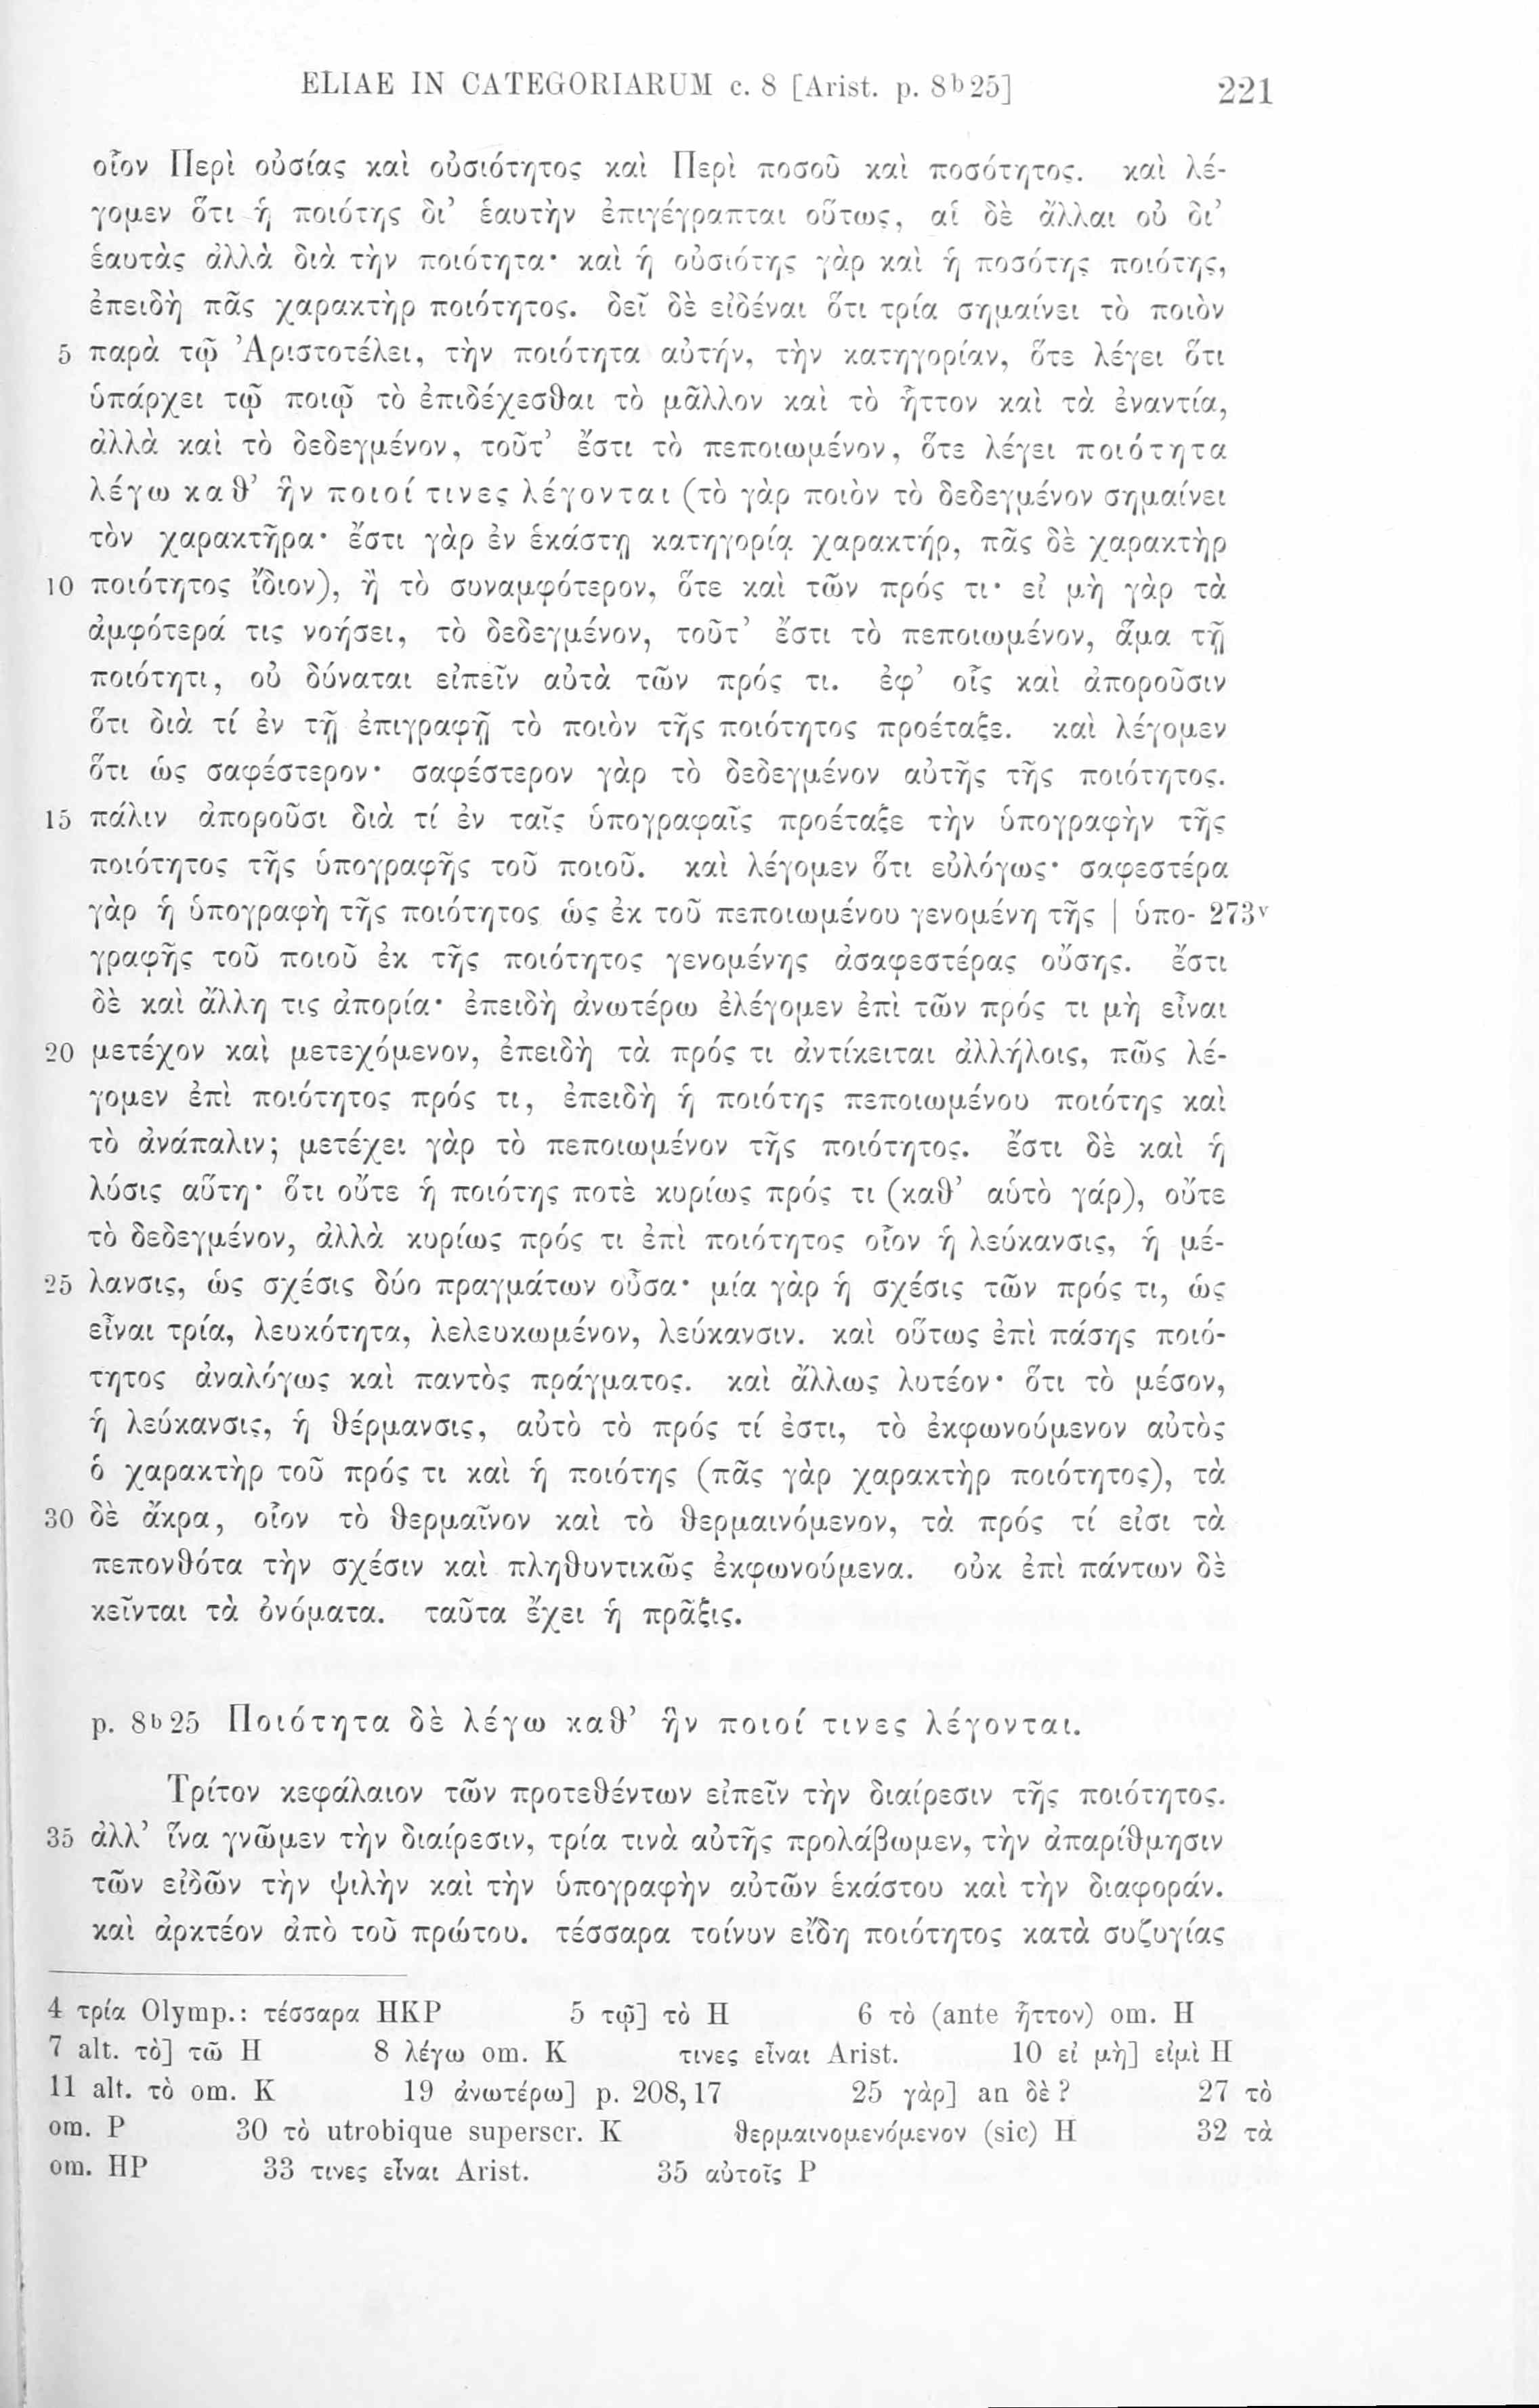 ELIAE IN CATEGORIARUM c. 8 [Arist. p. 8ᵇ25] 221
οἷον Περὶ οὐσίας καὶ οὐσιότητος καὶ Περὶ ποσοῦ καὶ ποσότητος. καὶ λέ-
γομεν ὅτι ἡ ποιότης δι’ ἑαυτὴν ἐπιγέγραπται οὕτως, αἱ δὲ ἄλλαι οὐ δι’
ἑαυτὰς ἀλλὰ διὰ τὴν ποιότητα· καὶ ἡ οὐσιότης γὰρ καὶ ἡ ποσότης ποιότης,
ἐπειδὴ πᾶς χαρακτὴρ ποιότητος. δεῖ δὲ εἰδέναι ὅτι τρία σημαίνει τὸ ποιὸν
5 παρὰ τῷ Ἀριστοτέλει, τὴν ποιότητα αὐτήν, τὴν κατηγορίαν, ὅτε λέγει ὅτι
ὑπάρχει τῷ ποιῷ τὸ ἐπιδέχεσθαι τὸ μᾶλλον καὶ τὸ ἧττον καὶ τὰ ἐναντία,
ἀλλὰ καὶ τὸ δεδεγμένον, τοῦτ’ ἔστι τὸ πεποιωμένον, ὅτε λέγει ποιότητα
λέγω καθ’ ἣν ποιοί τινες λέγονται (τὸ γὰρ ποιὸν τὸ δεδεγμένον σημαίνει
τὸν χαρακτῆρα· ἔστι γὰρ ἐν ἑκάστῃ κατηγορίᾳ χαρακτήρ, πᾶς δὲ χαρακτὴρ
10 ποιότητος ἴδιον), ἢ τὸ συναμφότερον, ὅτε καὶ τῶν πρός τι· εἰ μὴ γὰρ τὰ
ἀμφότερά τις νοήσει, τὸ δεδεγμένον, τοῦτ’ ἔστι τὸ πεποιωμένον, ἅμα τῇ
ποιότητι, οὐ δύναται εἰπεῖν αὐτὰ τῶν πρός τι. ἐφ’ οἷς καὶ ἀποροῦσιν
ὅτι διὰ τί ἐν τῇ ἐπιγραφῇ τὸ ποιὸν τῆς ποιότητος προέταξε. καὶ λέγομεν
ὅτι ὡς σαφέστερον· σαφέστερον γὰρ τὸ δεδεγμένον αὐτῆς τῆς ποιότητος.
15 πάλιν ἀποροῦσι διὰ τί ἐν ταῖς ὑπογραφαῖς προέταξε τὴν ὑπογραφὴν τῆς
ποιότητος τῆς ὑπογραφῆς τοῦ ποιοῦ. καὶ λέγομεν ὅτι εὐλόγως· σαφεστέρα
γὰρ ἡ ὑπογραφὴ τῆς ποιότητος ὡς ἐκ τοῦ πεποιωμένου γενομένη τῆς | ὑπο- 273ᵛ
γραφῆς τοῦ ποιοῦ ἐκ τῆς ποιότητος γενομένης ἀσαφεστέρας οὔσης. ἔστι
δὲ καὶ ἄλλη τις ἀπορία· ἐπειδὴ ἀνωτέρω ἐλέγομεν ἐπὶ τῶν πρός τι μὴ εἶναι
20 μετέχον καὶ μετεχόμενον, ἐπειδὴ τὰ πρός τι ἀντίκειται ἀλλήλοις, πῶς λέ-
γομεν ἐπὶ ποιότητος πρός τι, ἐπειδὴ ἡ ποιότης πεποιωμένου ποιότης καὶ
τὸ ἀνάπαλιν; μετέχει γὰρ τὸ πεποιωμένον τῆς ποιότητος. ἔστι δὲ καὶ ἡ
λύσις αὕτη· ὅτι οὔτε ἡ ποιότης ποτὲ κυρίως πρός τι (καθ’ αὑτὸ γάρ), οὔτε
τὸ δεδεγμένον, ἀλλὰ κυρίως πρός τι ἐπὶ ποιότητος οἷον ἡ λεύκανσις, ἡ μέ-
25 λανσις, ὡς σχέσις δύο πραγμάτων οὖσα· μία γὰρ ἡ σχέσις τῶν πρός τι, ὡς
εἶναι τρία, λευκότητα, λελευκωμένον, λεύκανσιν. καὶ οὕτως ἐπὶ πάσης ποιό-
τητος ἀναλόγως καὶ παντὸς πράγματος. καὶ ἄλλως λυτέον· ὅτι τὸ μέσον,
ἡ λεύκανσις, ἡ θέρμανσις, αὐτὸ τὸ πρός τί ἐστι, τὸ ἐκφωνούμενον αὐτὸς
ὁ χαρακτὴρ τοῦ πρός τι καὶ ἡ ποιότης (πᾶς γὰρ χαρακτὴρ ποιότητος), τὰ
30 δὲ ἄκρα, οἷον τὸ θερμαῖνον καὶ τὸ θερμαινόμενον, τὰ πρός τί εἰσι τὰ
πεπονθότα τὴν σχέσιν καὶ πληθυντικῶς ἐκφωνούμενα. οὐκ ἐπὶ πάντων δὲ
κεῖνται τὰ ὀνόματα. ταῦτα ἔχει ἡ πρᾶξις.
p. 8ᵇ25 Ποιότητα δὲ λέγω καθ’ ἣν ποιοί τινες λέγονται.
Τρίτον κεφάλαιον τῶν προτεθέντων εἰπεῖν τὴν διαίρεσιν τῆς ποιότητος.
35 ἀλλ’ ἵνα γνῶμεν τὴν διαίρεσιν, τρία τινὰ αὐτῆς προλάβωμεν, τὴν ἀπαρίθμησιν
τῶν εἰδῶν τὴν ψιλὴν καὶ τὴν ὑπογραφὴν αὐτῶν ἑκάστου καὶ τὴν διαφοράν.
καὶ ἀρκτέον ἀπὸ τοῦ πρώτου. τέσσαρα τοίνυν εἴδη ποιότητος κατὰ συζυγίας
4 τρία Olymp.: τέσσαρα HKP 5 τῷ] τὸ H 6 τὸ (ante ἧττον) om. H
7 alt. τὸ] τῶ H 8 λέγω om. K τινες εἶναι Arist. 10 εἰ μὴ] εἰμὶ H
11 alt. τὸ om. K 19 ἀνωτέρω] p. 208,17 25 γὰρ] an δὲ? 27 τὸ
om. P 30 τὸ utrobique superscr. K θερμαινομενόμενον (sic) H 32 τὰ
om. HP 33 τινες εἶναι Arist. 35 αὐτοῖς P